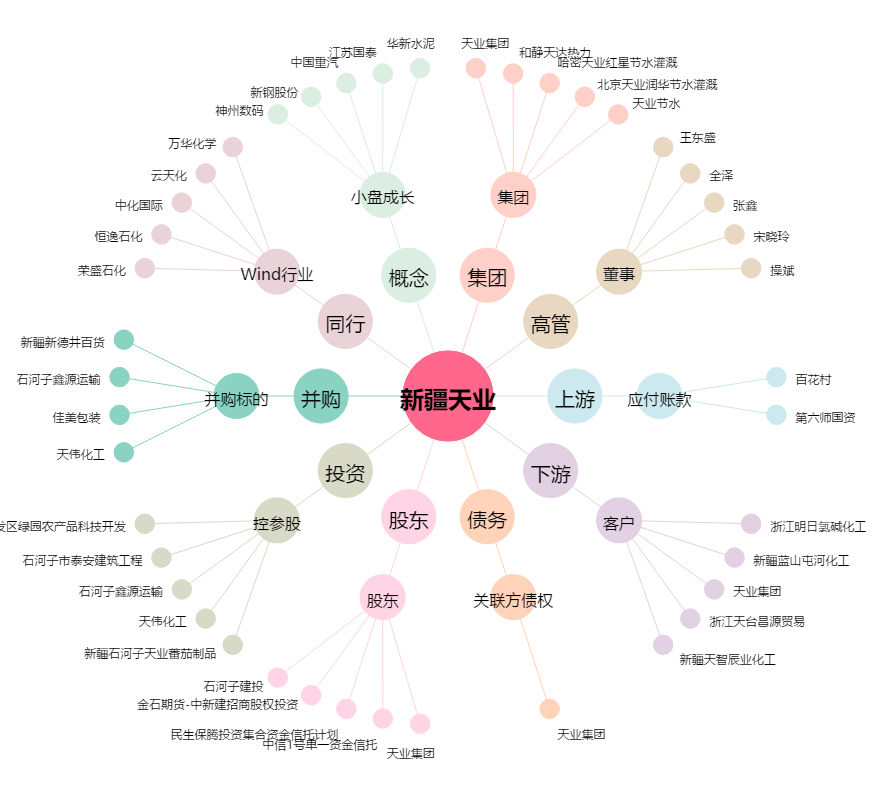 华新水泥
江苏国泰
中国重汽
新钢股份
神州数码
小盘成长
概念
天业集团
和静天达热力
哈密天业红星节水灌溉
北京天业润华节水灌溉
天业节水
集团
集团
万华化学
云天化
中化国际
恒逸石化
荣盛石化
Wind行业
同行
王东盛
全泽
张鑫
宋晓玲
操斌
董事
高管
新疆新德井百货
石河子鑫源运输
佳美包装
天伟化工
并购标的
并购
新疆天业
上游
应付账款
百花村
第六师国资
投资
控参股
发区绿园农产品科技开发
石河子市泰安建筑工程
石河子鑫源运输
天伟化工
新疆石河子天业番茄制品
下游
客户
浙江明日氯碱化工
新疆蓝山屯河化工
天业集团
浙江天台昌源贸易
新疆天智辰业化工
股东
股东
石河子建投
金石期货-中新建招商股权投资
民生保腾投资集合资金信托计划
中信1号单一资金信托
天业集团
债务
关联方债权
天业集团